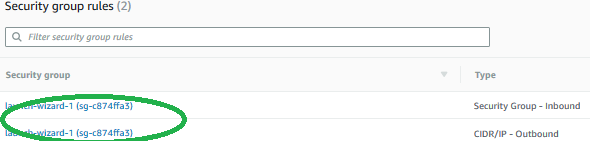 Security group rules (2)
Filter security group rules
Security group Type
launch-wizard-1 (sg-c874ffa3) Security Group - Inbound
launch-wizard-1 (sg-c874ffa3) CIDR/IP - Outbound